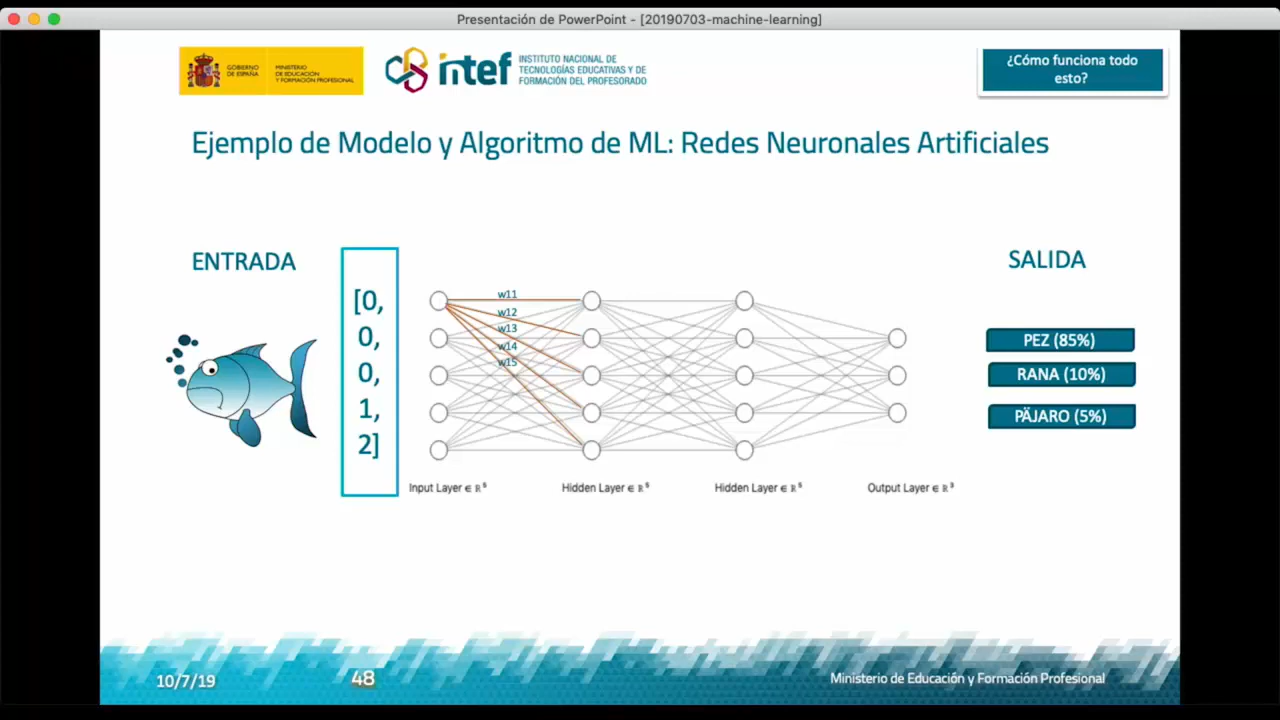 Presentación de PowerPoint - [20190703-machine-learning]
GOBIERNO
DE ESPAÑA
MINISTERIO
DE EDUCACIÓN
Y FORMACIÓN PROFESIONAL
intef
INSTITUTO NACIONAL DE
TECNOLOGÍAS EDUCATIVAS Y DE
FORMACIÓN DEL PROFESORADO
¿Cómo funciona todo
esto?
Ejemplo de Modelo y Algoritmo de ML: Redes Neuronales Artificiales
ENTRADA
[0,
0,
0,
1,
2]
w11
w12
w13
w14
w15
Input Layer ∈ ℝ⁵
Hidden Layer ∈ ℝ⁵
Hidden Layer ∈ ℝ⁵
Output Layer ∈ ℝ³
SALIDA
PEZ (85%)
RANA (10%)
PÄJARO (5%)
10/7/19
48
Ministerio de Educación y Formación Profesional